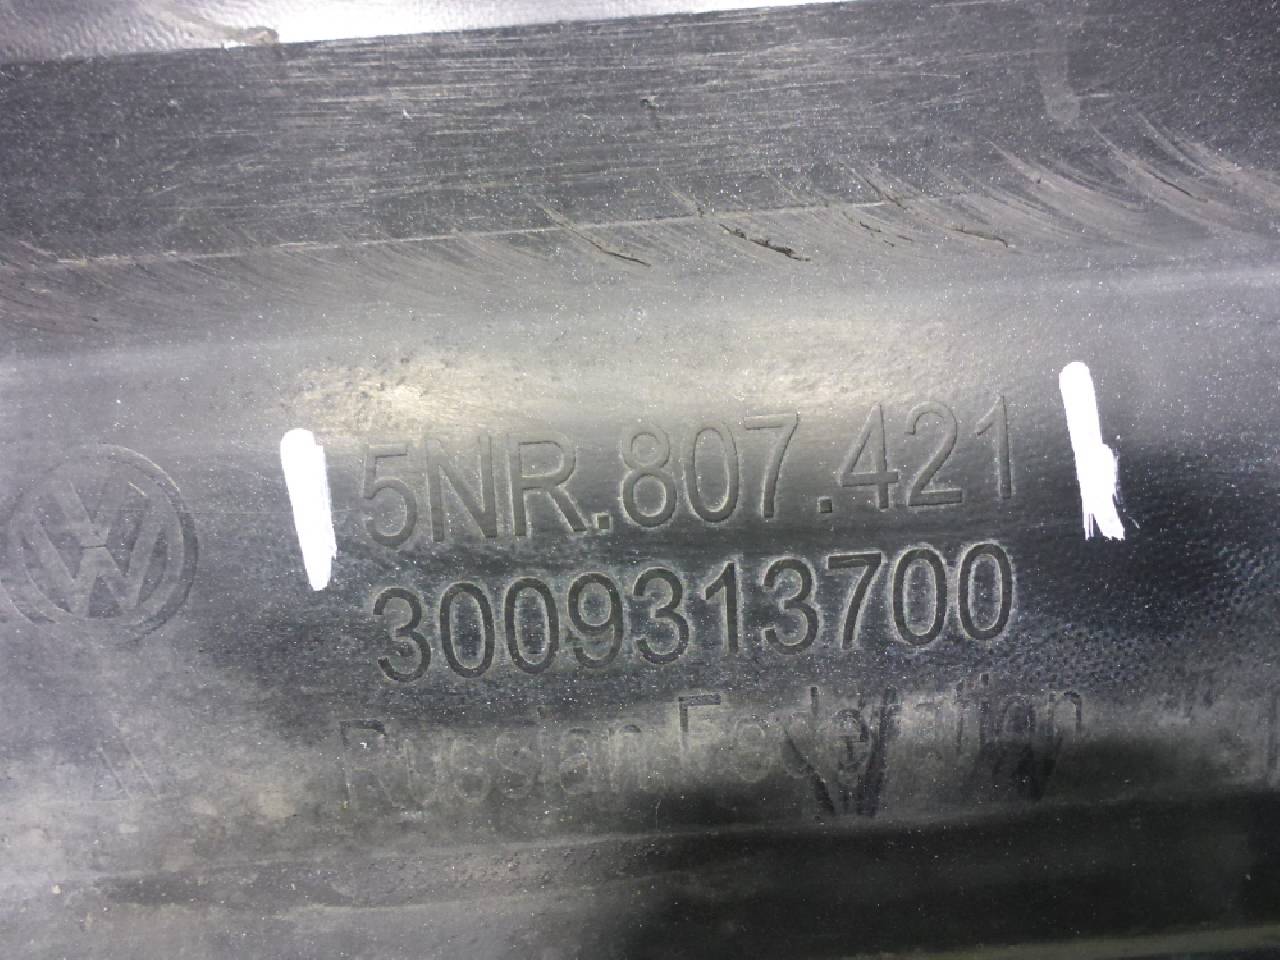 5NR.807.421
3009313700
Russian Federation